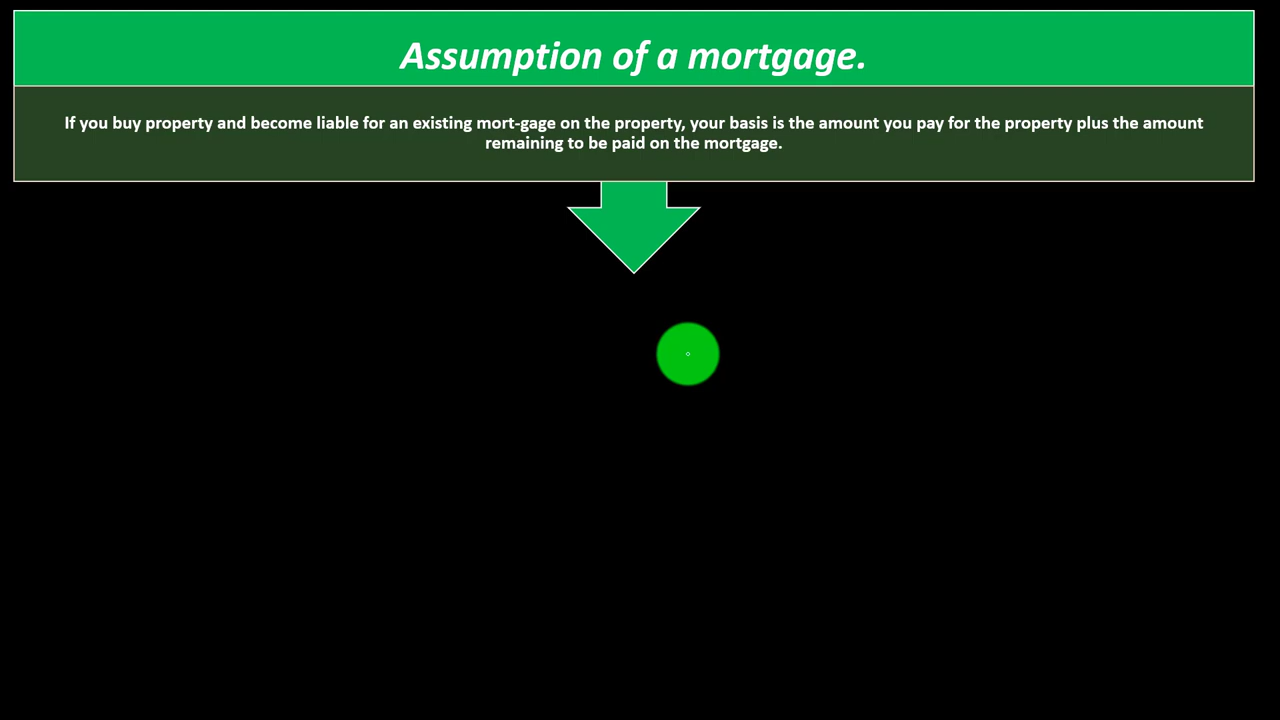 Assumption of a mortgage.
If you buy property and become liable for an existing mort-gage on the property, your basis is the amount you pay for the property plus the amount
remaining to be paid on the mortgage.